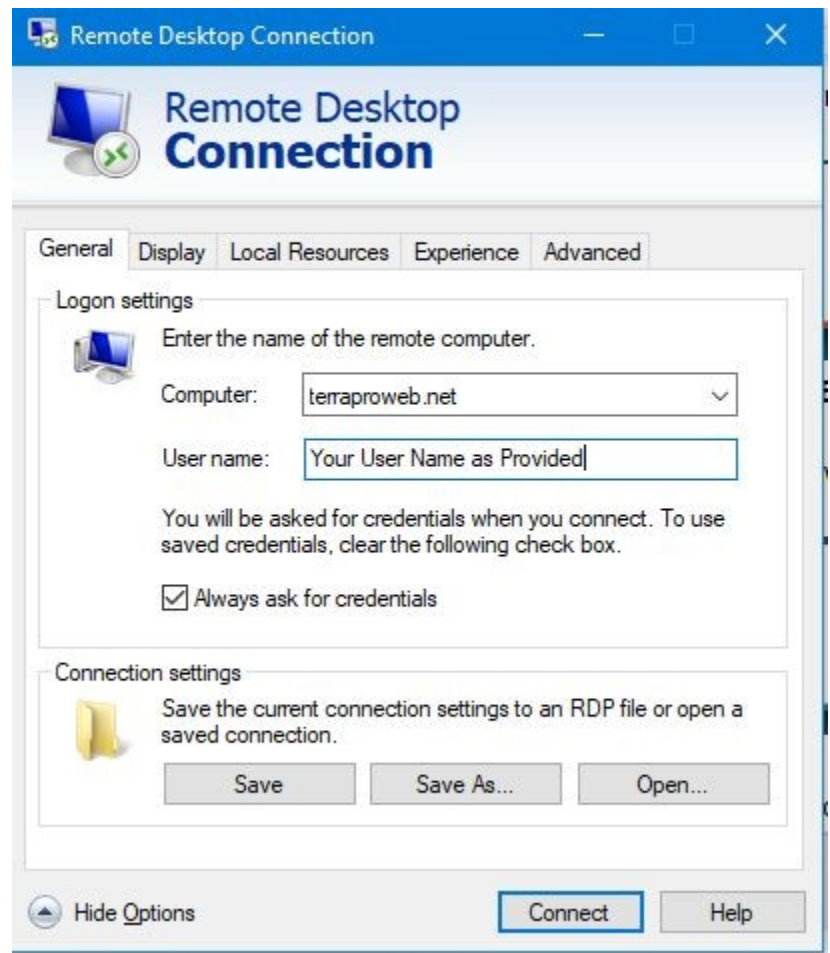 Remote Desktop Connection
Remote Desktop
Connection
General Display Local Resources Experience Advanced
Logon settings
Enter the name of the remote computer.
Computer: terraproweb.net
User name: Your User Name as Provided
You will be asked for credentials when you connect. To use
saved credentials, clear the following check box.
Always ask for credentials
Connection settings
Save the current connection settings to an RDP file or open a
saved connection.
Save Save As... Open...
Hide Options Connect Help